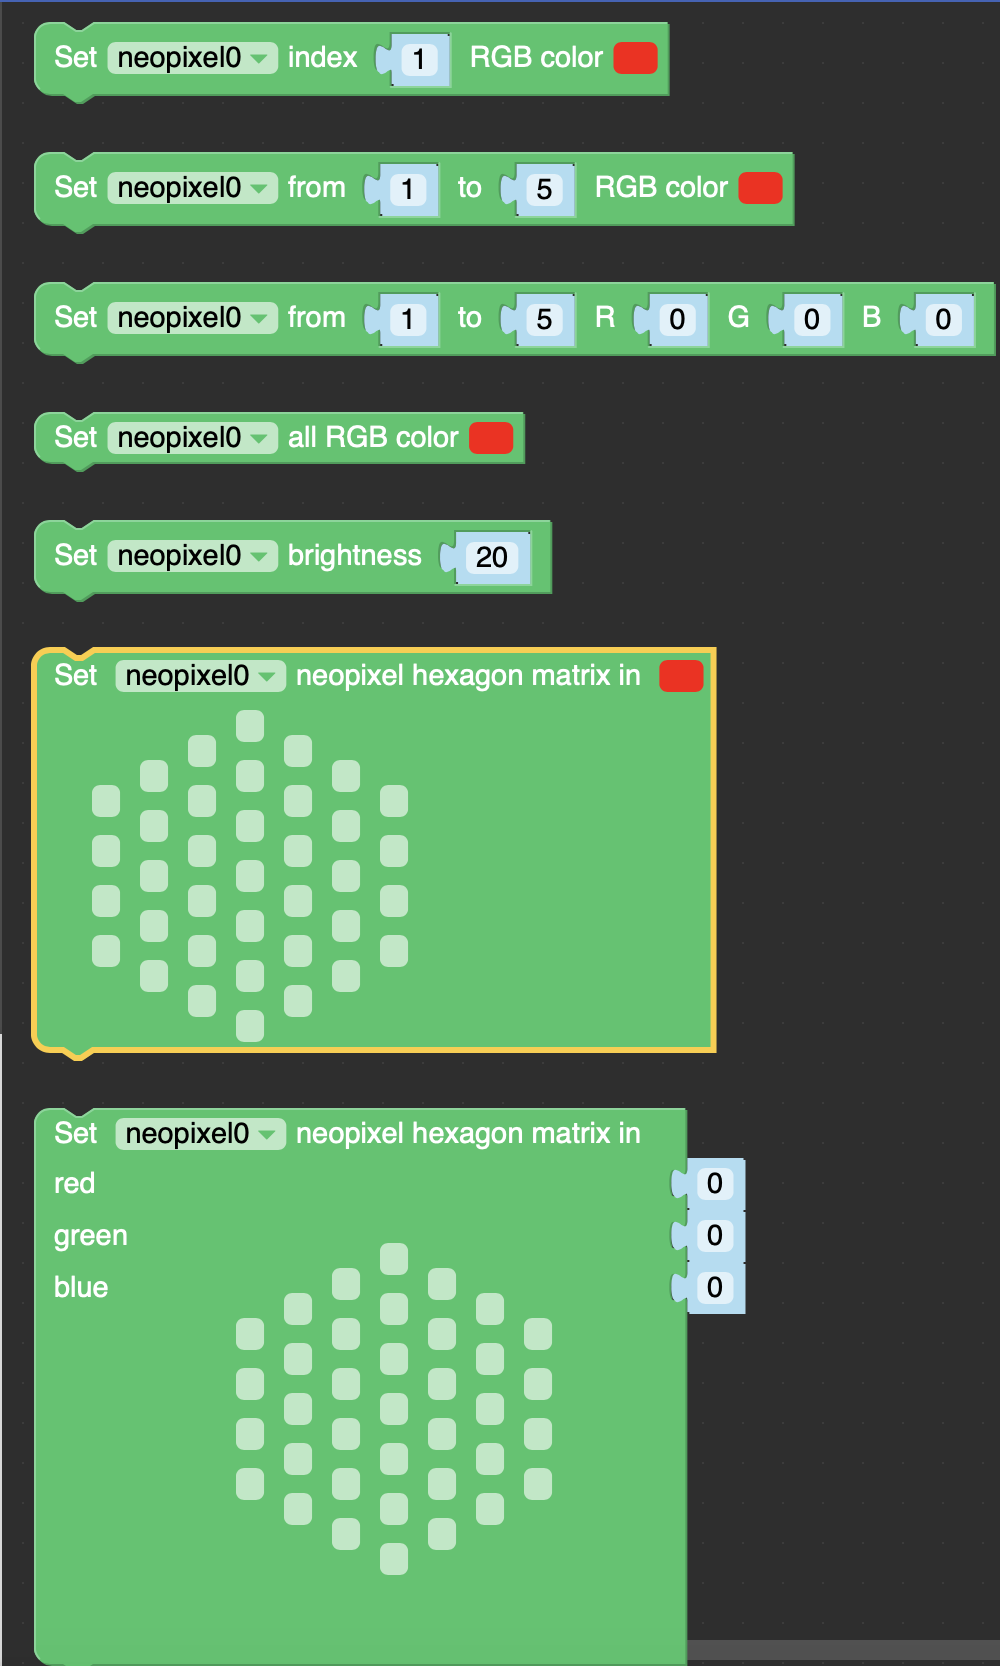 Set neopixel0 index 1 RGB color
Set neopixel0 from 1 to 5 RGB color
Set neopixel0 from 1 to 5 R 0 G 0 B 0
Set neopixel0 all RGB color
Set neopixel0 brightness 20
Set neopixel0 neopixel hexagon matrix in
Set neopixel0 neopixel hexagon matrix in
red 0
green 0
blue 0